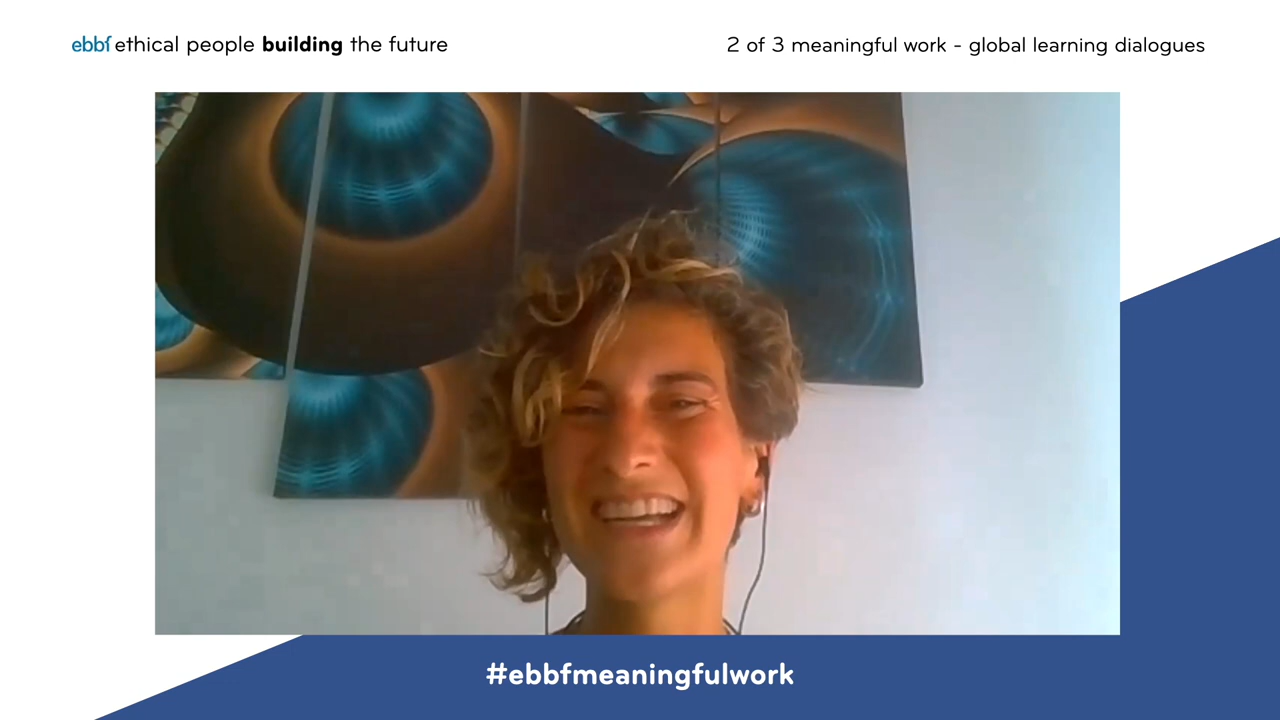 ebbf ethical people building the future
2 of 3 meaningful work - global learning dialogues
#ebbfmeaningfulwork